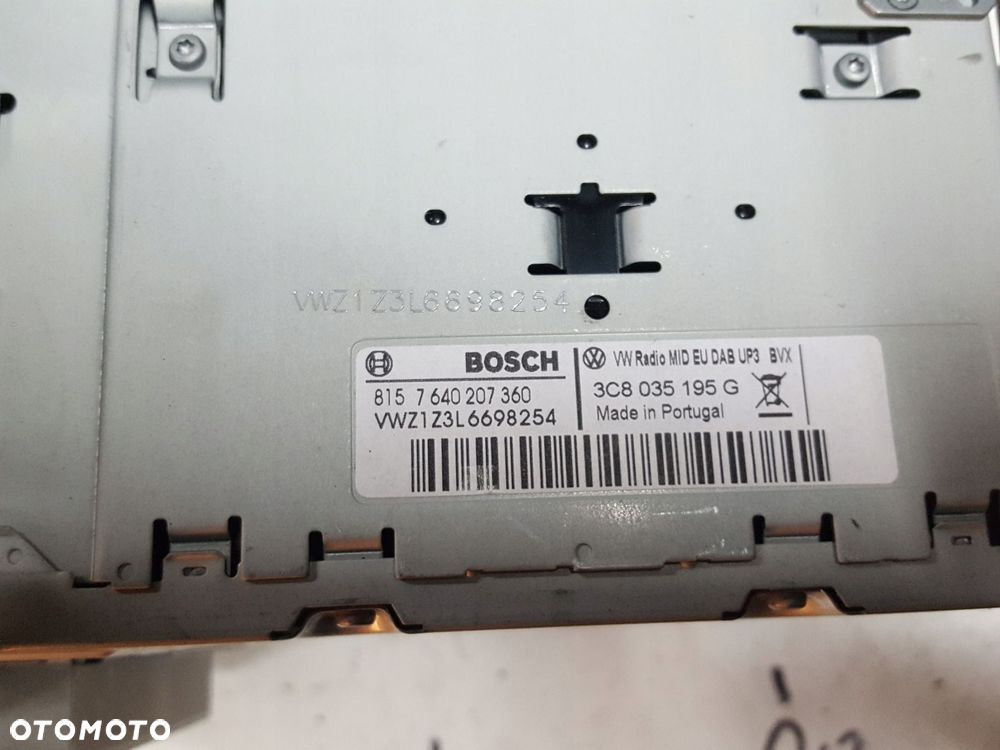 VWZ1Z3L6698254
BOSCH
815 7 640 207 360
VWZ1Z3L6698254
VW Radio MID EU DAB UP3 BVX
3C8 035 195 G
Made in Portugal
OTOMOTO